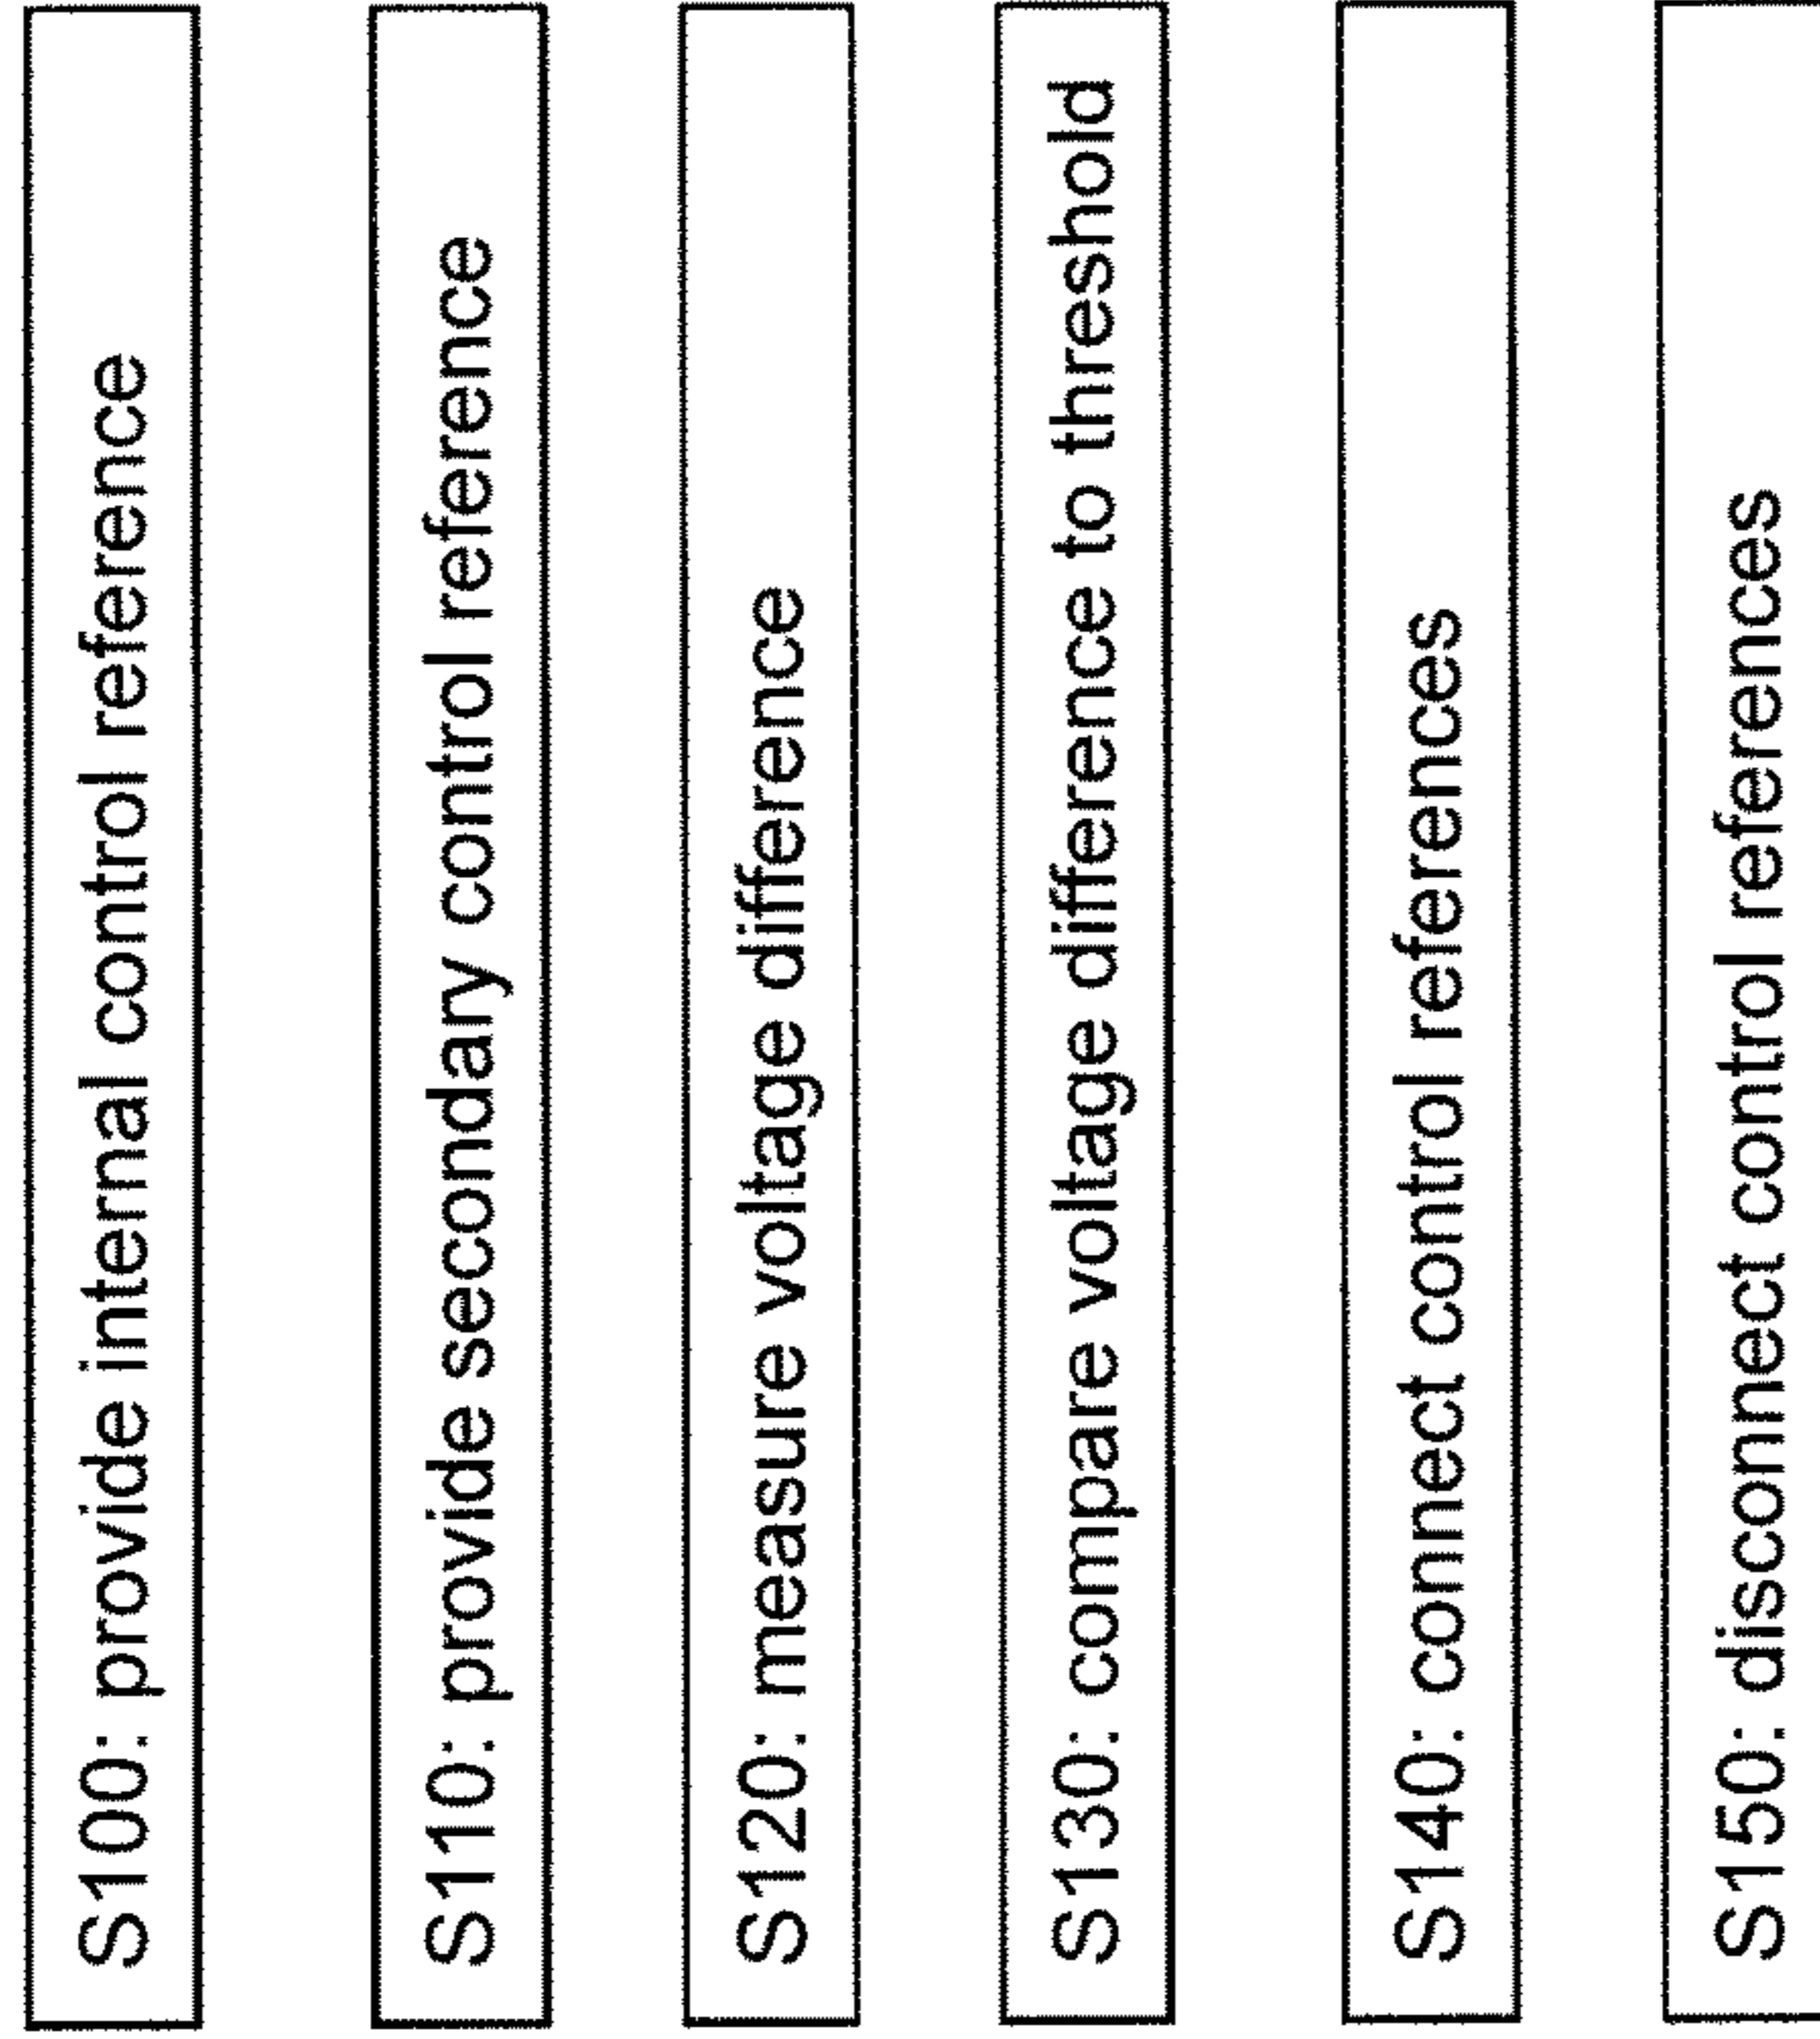 S100: provide internal control reference
S110: provide secondary control reference
S120: measure voltage difference
S130: compare voltage difference to threshold
S140: connect control references
S150: disconnect control references